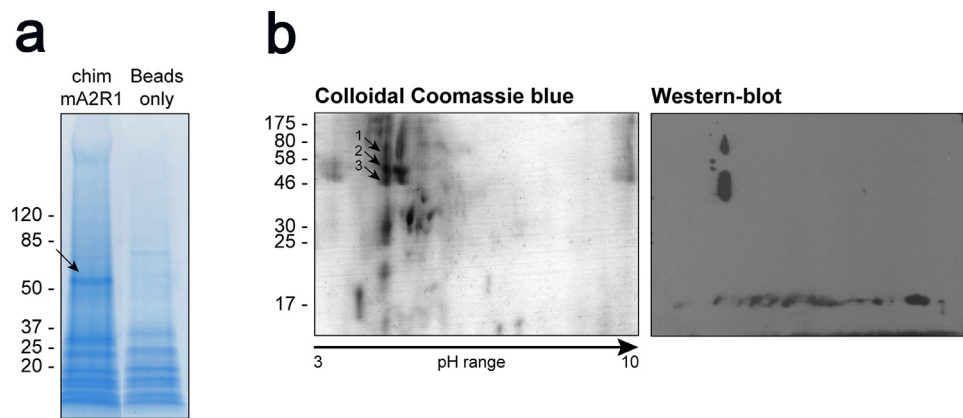 a
chim
mA2R1
Beads
only
120 -
85 -
50 -
37 -
25 -
20 -
b
Colloidal Coomassie blue
175 -
80 -
58 -
46 -
30 -
25 -
17 -
1
2
3
3
pH range
10
Western-blot